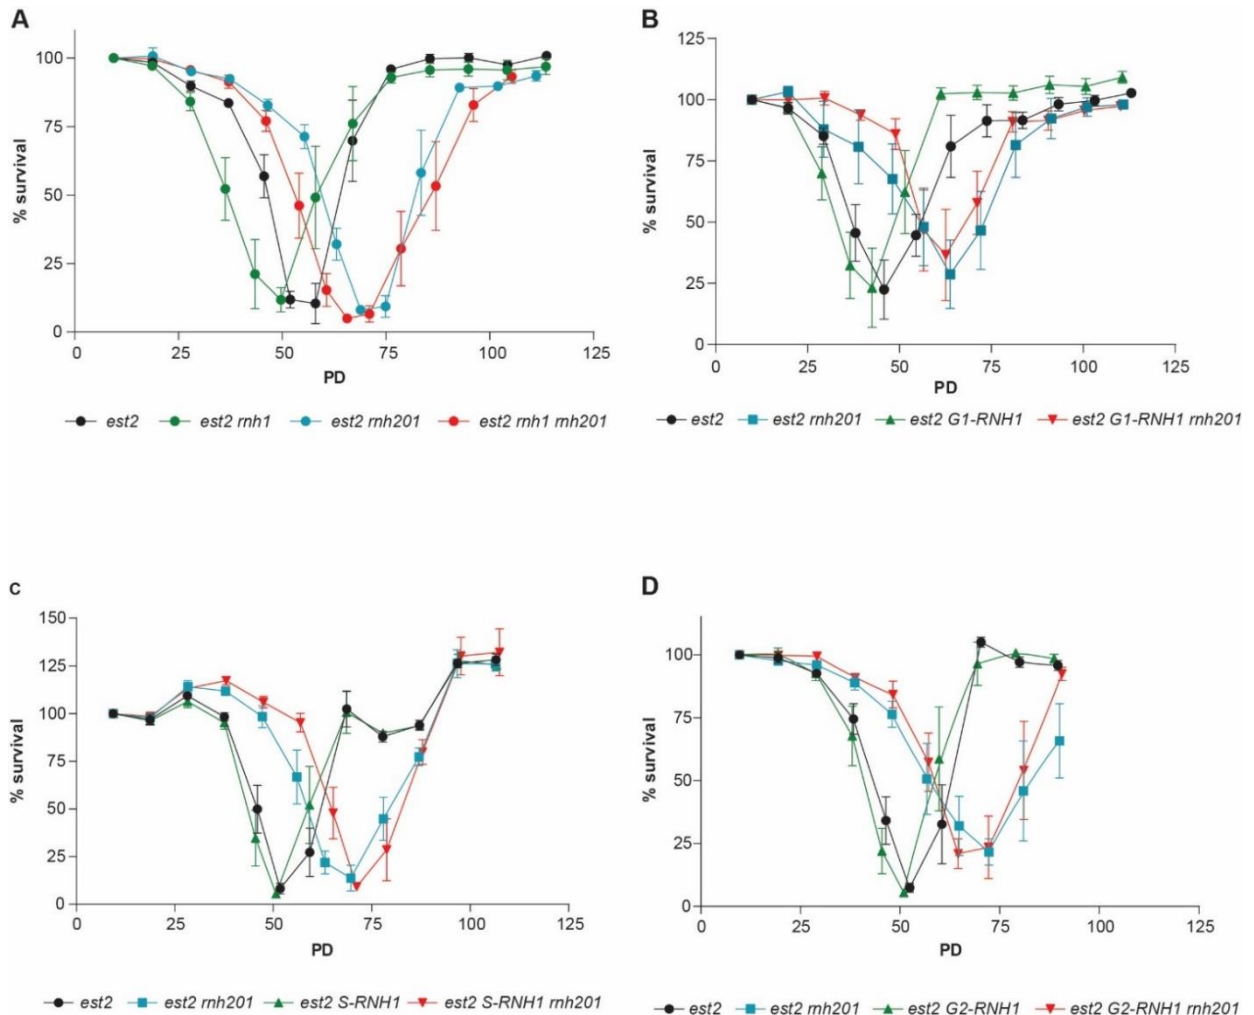 A
100
75
50
25
0
% survival
0 25 50 75 100 125
PD
est2 est2 rnh1 est2 rnh201 est2 rnh1 rnh201
B
125
100
75
50
25
0
% survival
0 25 50 75 100 125
PD
est2 est2 rnh201 est2 G1-RNH1 est2 G1-RNH1 rnh201
C
150
125
100
75
50
25
0
% survival
0 25 50 75 100 125
PD
est2 est2 rnh201 est2 S-RNH1 est2 S-RNH1 rnh201
D
100
75
50
25
0
% survival
0 25 50 75 100 125
PD
est2 est2 rnh201 est2 G2-RNH1 est2 G2-RNH1 rnh201